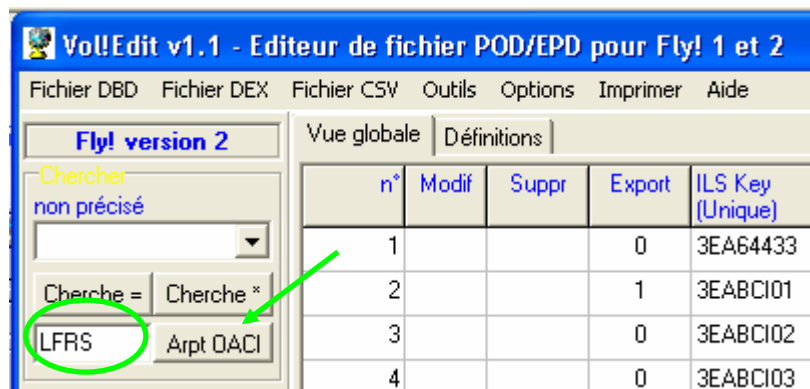 Vol!Edit v1.1 - Editeur de fichier POD/EPD pour Fly! 1 et 2
Fichier DBD Fichier DEX Fichier CSV Outils Options Imprimer Aide
Fly! version 2
Vue globale Définitions
Chercher
non précisé
Cherche = Cherche *
LFRS Arpt OACI
n° Modif Suppr Export ILS Key
(Unique)
1 0 3EA64433
2 1 3EABCI01
3 0 3EABCI02
4 0 3EABCI03